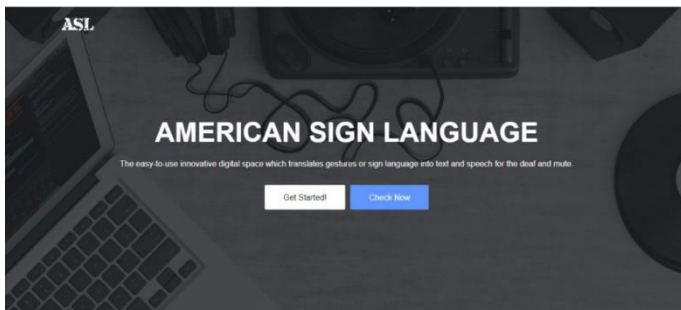 ASL
AMERICAN SIGN LANGUAGE
The easy-to-use innovative digital space which translates gestures or sign language into text and speech for the deaf and mute
Get Started!
Check Now